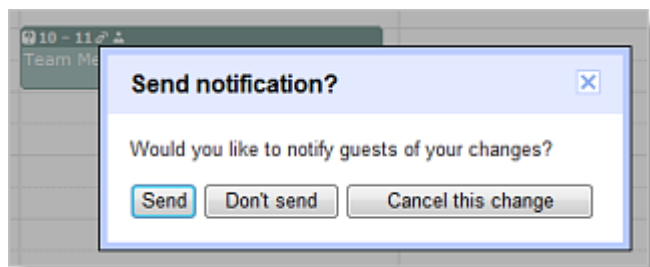 10 – 11
Team Me
Send notification?
Would you like to notify guests of your changes?
Send
Don't send
Cancel this change